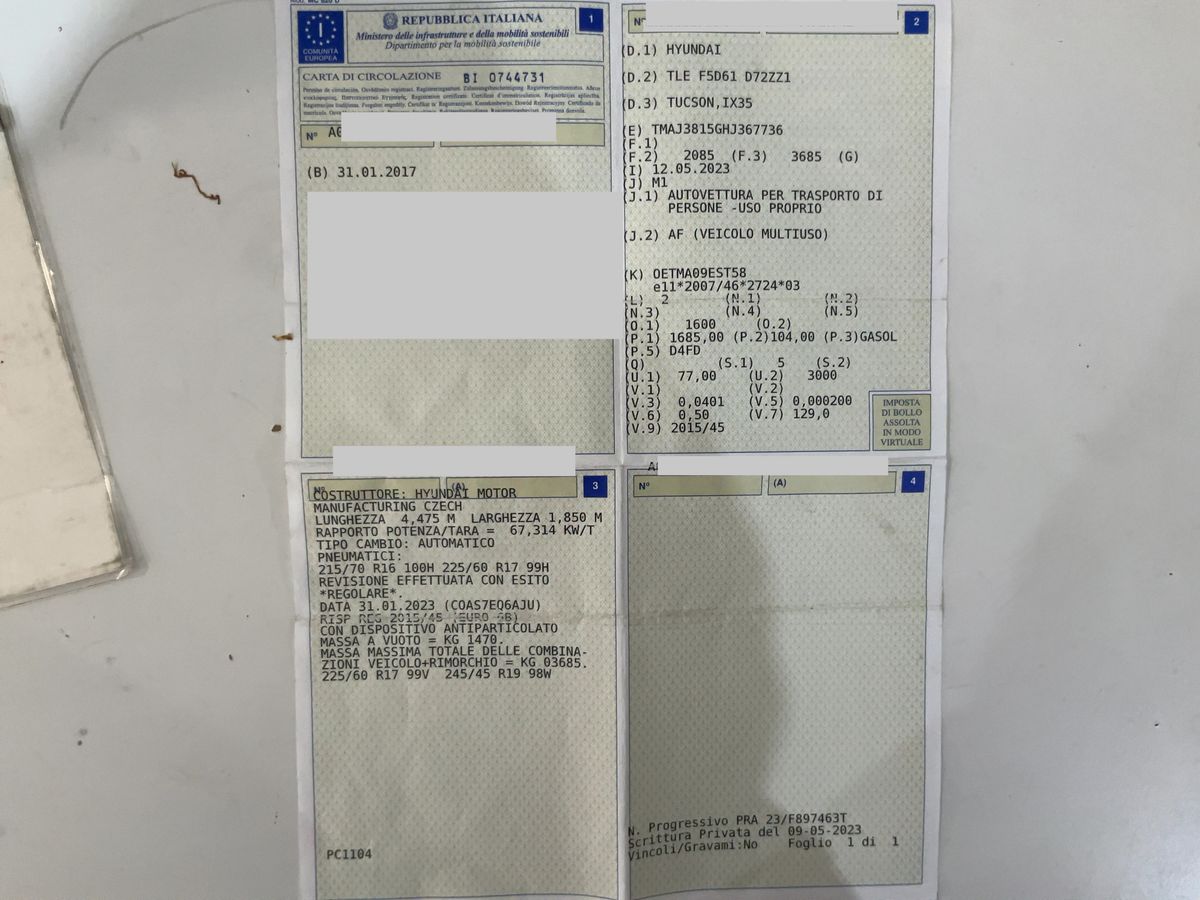 Mod. MC 820 D
I
COMUNITÀ
EUROPEA
REPUBBLICA ITALIANA
1
Ministero delle infrastrutture e della mobilità sostenibili
Dipartimento per la mobilità sostenibile
CARTA DI CIRCOLAZIONE BI 0744731
N° A0
(B) 31.01.2017
N°
2
(D.1) HYUNDAI
(D.2) TLE F5D61 D72ZZ1
(D.3) TUCSON,IX35
(E) TMAJ3815GHJ367736
(F.1)
(F.2) 2085 (F.3) 3685 (G)
(I) 12.05.2023
(J) M1
(J.1) AUTOVETTURA PER TRASPORTO DI
PERSONE -USO PROPRIO
(J.2) AF (VEICOLO MULTIUSO)
(K) OETMA09EST58
e11*2007/46*2724*03
(L) 2 (N.1) (N.2)
(N.3) (N.4) (N.5)
(O.1) 1600 (O.2)
(P.1) 1685,00 (P.2)104,00 (P.3)GASOL
(P.5) D4FD
(Q) (S.1) 5 (S.2)
(U.1) 77,00 (U.2) 3000
(V.1) (V.2)
(V.3) 0,0401 (V.5) 0,000200
(V.6) 0,50 (V.7) 129,0
(V.9) 2015/45
IMPOSTA
DI BOLLO
ASSOLTA
IN MODO
VIRTUALE
N° (A) 3
COSTRUTTORE: HYUNDAI MOTOR
MANUFACTURING CZECH
LUNGHEZZA 4,475 M LARGHEZZA 1,850 M
RAPPORTO POTENZA/TARA = 67,314 KW/T
TIPO CAMBIO: AUTOMATICO
PNEUMATICI:
215/70 R16 100H 225/60 R17 99H
REVISIONE EFFETTUATA CON ESITO
*REGOLARE*.
DATA 31.01.2023 (COAS7EQ6AJU)
RISP REG 2015/45 (EURO 6B)
CON DISPOSITIVO ANTIPARTICOLATO
MASSA A VUOTO = KG 1470.
MASSA MASSIMA TOTALE DELLE COMBINA-
ZIONI VEICOLO+RIMORCHIO = KG 03685.
225/60 R17 99V 245/45 R19 98W
PC1104
N° (A) 4
N. Progressivo PRA 23/F897463T
Scrittura Privata del 09-05-2023
Vincoli/Gravami:No Foglio 1 di 1